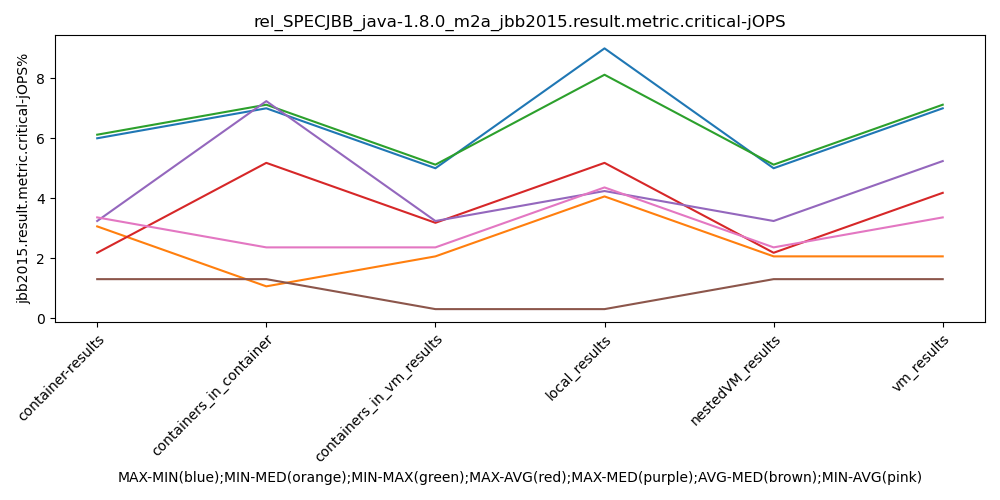 rel_SPECJBB_java-1.8.0_m2a_jbb2015.result.metric.critical-jOPS
jbb2015.result.metric.critical-jOPS%
8
6
4
2
0
container-results
containers_in_container
containers_in_vm_results
local_results
nestedVM_results
vm_results
MAX-MIN(blue);MIN-MED(orange);MIN-MAX(green);MAX-AVG(red);MAX-MED(purple);AVG-MED(brown);MIN-AVG(pink)